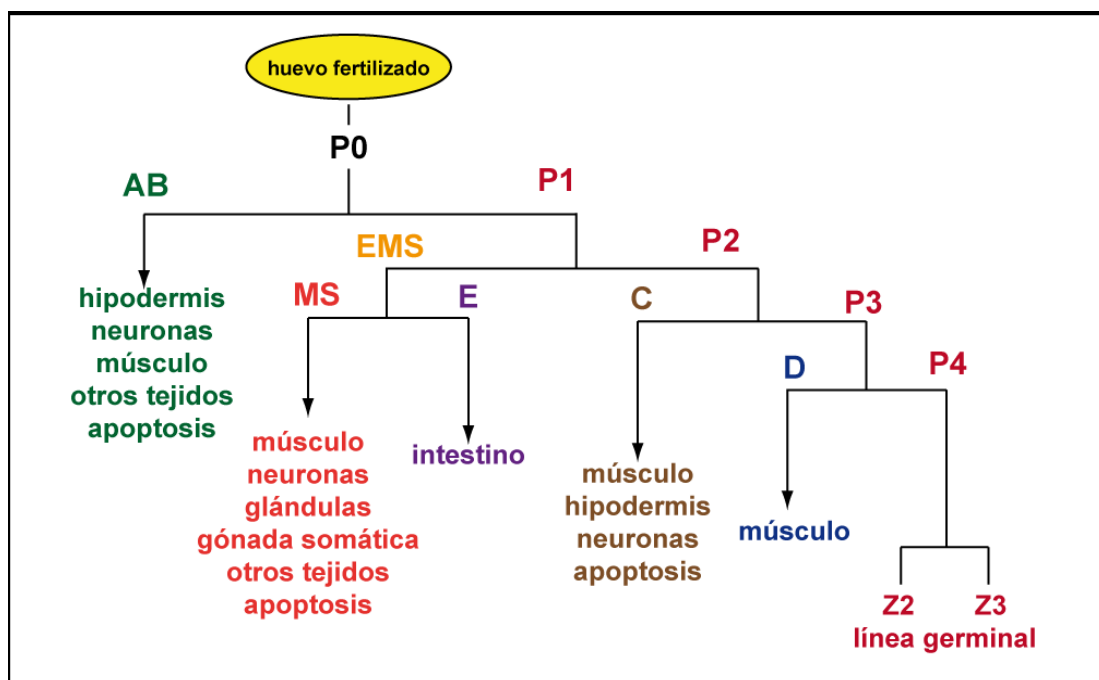 huevo fertilizado
P0
AB
P1
EMS
P2
MS
E
C
P3
D
P4
hipodermis
neuronas
músculo
otros tejidos
apoptosis
músculo
neuronas
glándulas
gónada somática
otros tejidos
apoptosis
intestino
músculo
hipodermis
neuronas
apoptosis
músculo
Z2 Z3
línea germinal